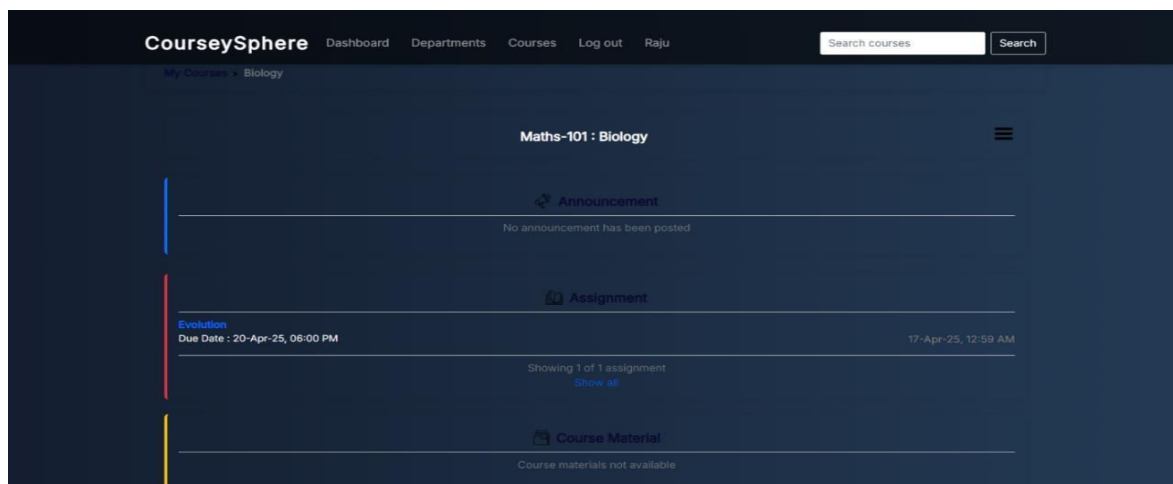 CourseySphere Dashboard Departments Courses Log out Raju Search courses Search
My Courses > Biology
Maths-101 : Biology
Announcement
No announcement has been posted
Assignment
Evolution
Due Date : 20-Apr-25, 06:00 PM 17-Apr-25, 12:59 AM
Showing 1 of 1 assignment
Show all
Course Material
Course materials not available